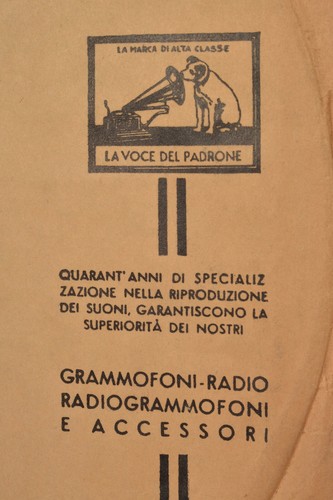 LA MARCA DI ALTA CLASSE
LA VOCE DEL PADRONE
QUARANT'ANNI DI SPECIALIZ
ZAZIONE NELLA RIPRODUZIONE
DEI SUONI, GARANTISCONO LA
SUPERIORITÀ DEI NOSTRI
GRAMMOFONI-RADIO
RADIOGRAMMOFONI
E ACCESSORI